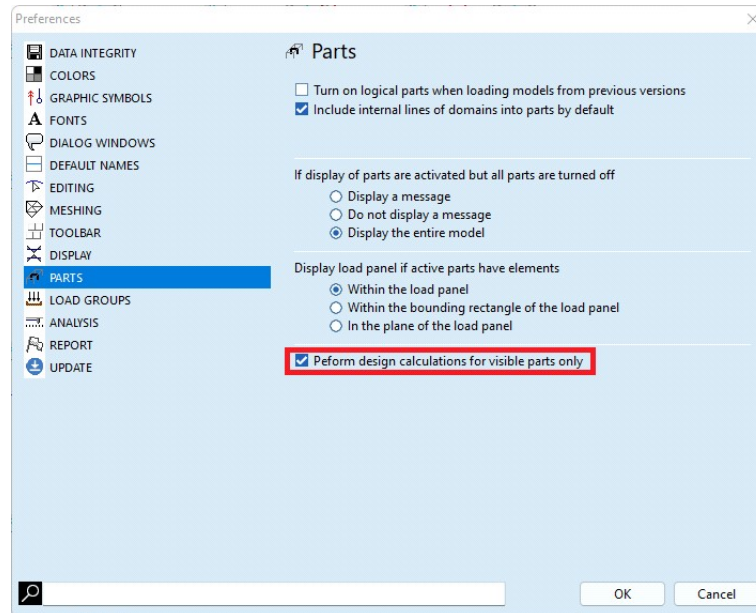 Preferences
DATA INTEGRITY
COLORS
GRAPHIC SYMBOLS
A FONTS
DIALOG WINDOWS
DEFAULT NAMES
EDITING
MESHING
TOOLBAR
DISPLAY
PARTS
LOAD GROUPS
ANALYSIS
REPORT
UPDATE
Parts
Turn on logical parts when loading models from previous versions
Include internal lines of domains into parts by default
If display of parts are activated but all parts are turned off
Display a message
Do not display a message
Display the entire model
Display load panel if active parts have elements
Within the load panel
Within the bounding rectangle of the load panel
In the plane of the load panel
Peform design calculations for visible parts only
OK
Cancel